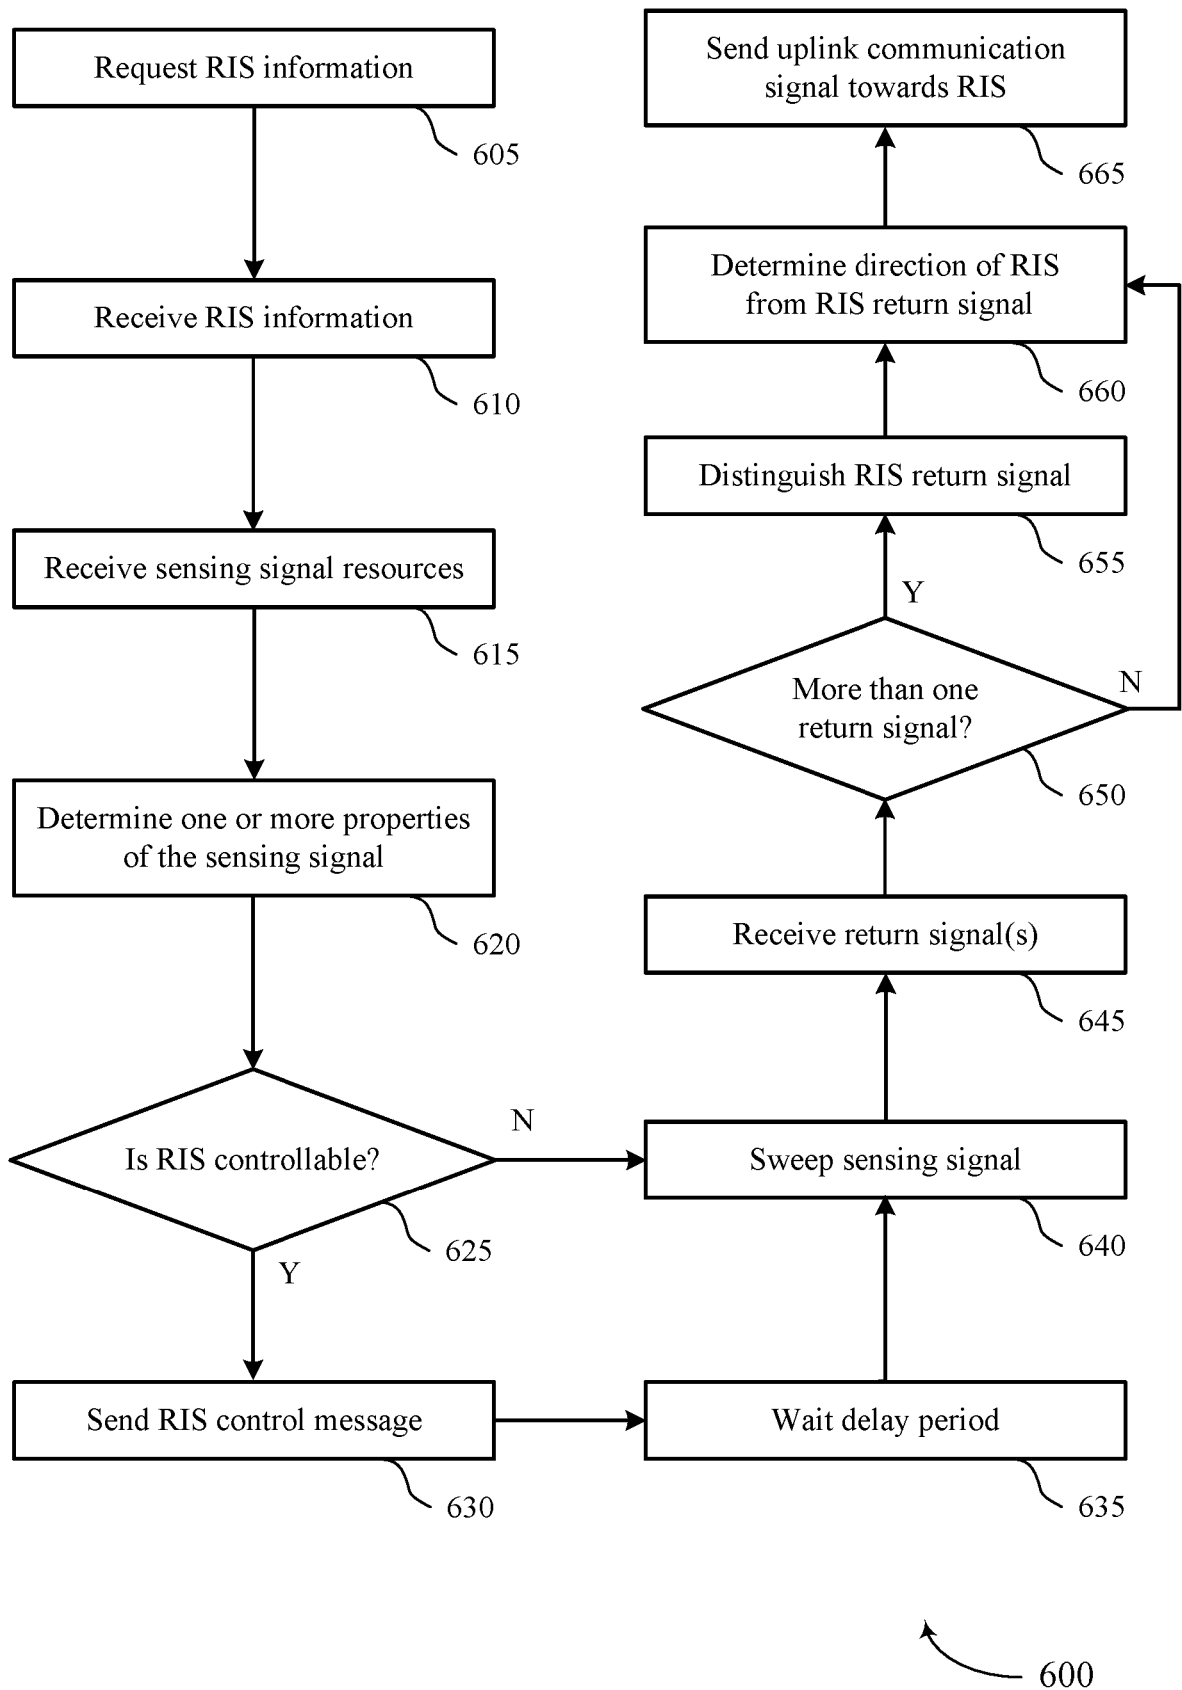 Request RIS information
605
Receive RIS information
610
Receive sensing signal resources
615
Determine one or more properties
of the sensing signal
620
Is RIS controllable?
N
625
Y
Send RIS control message
630
Wait delay period
635
Sweep sensing signal
640
Receive return signal(s)
645
More than one
return signal?
N
650
Y
Distinguish RIS return signal
655
Determine direction of RIS
from RIS return signal
660
Send uplink communication
signal towards RIS
665
600